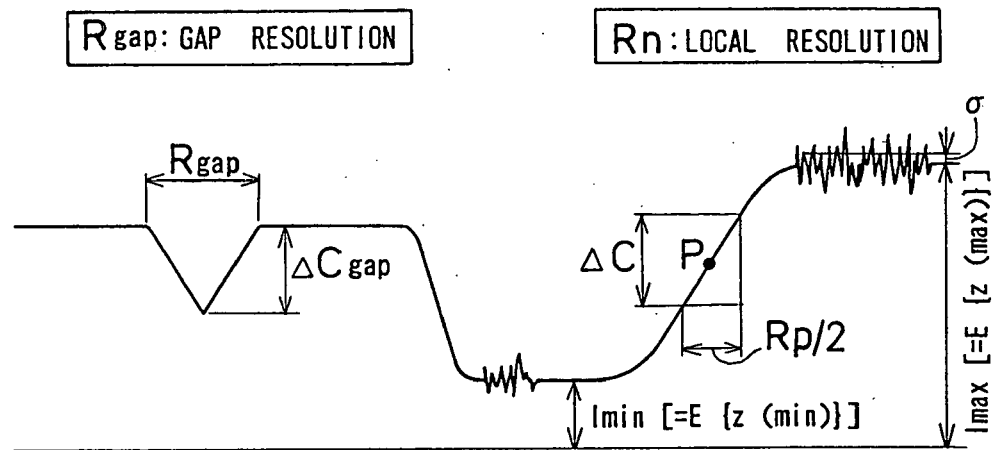 Rgap: GAP RESOLUTION
Rn: LOCAL RESOLUTION
σ
Rgap
ΔCgap
ΔC
P
Rp/2
Imin [=E {z (min)}]
Imax [=E {z (max)}]